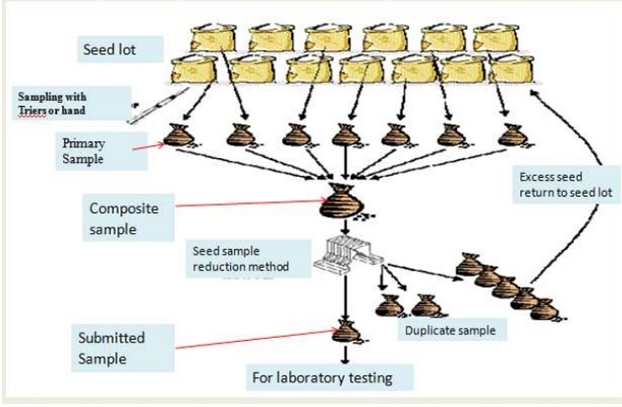 Seed lot
Sampling with
Triers or hand
Primary
Sample
Excess seed
return to seed lot
Composite
sample
Seed sample
reduction method
Duplicate sample
Submitted
Sample
For laboratory testing